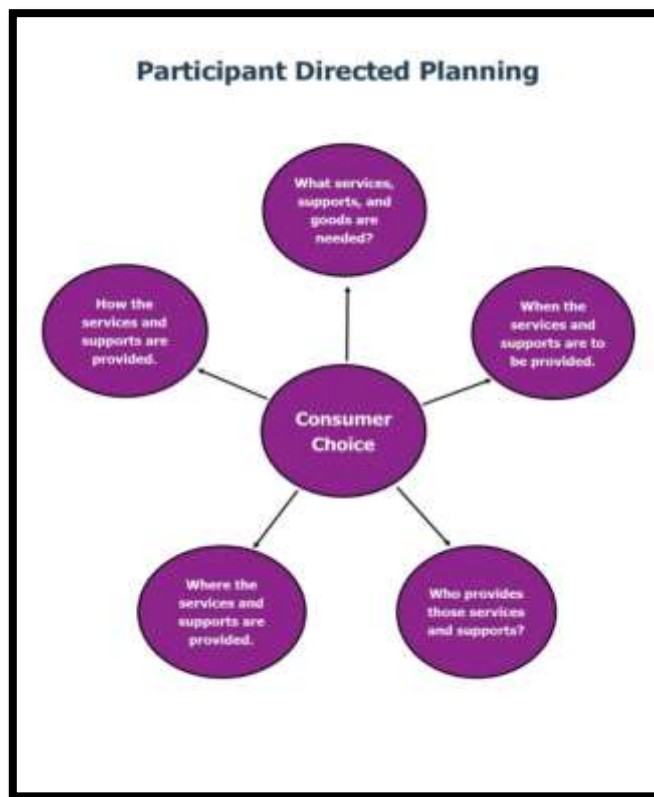 Participant Directed Planning
What services,
supports, and
goods are
needed?
How the
services and
supports are
provided.
When the
services and
supports are to
be provided.
Consumer
Choice
Where the
services and
supports are
provided.
Who provides
those services
and supports?